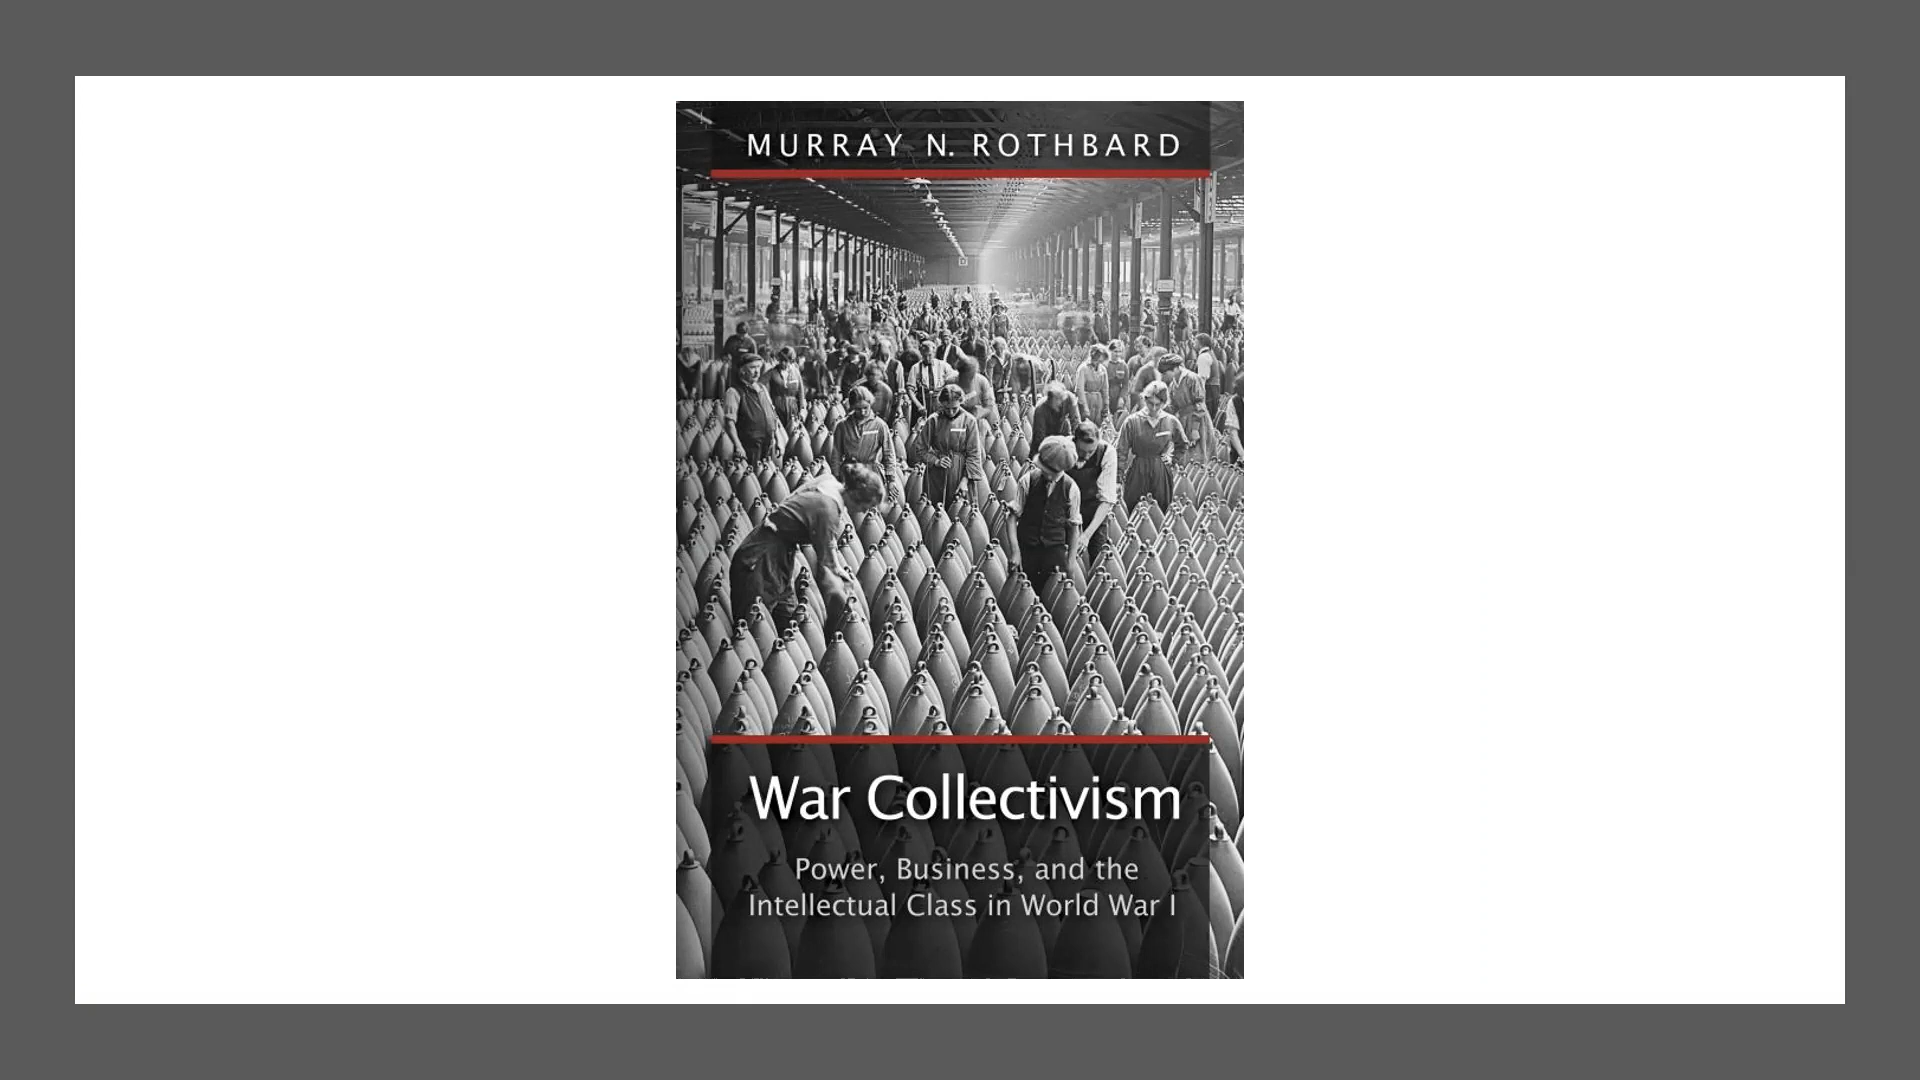 MURRAY N. ROTHBARD
War Collectivism
Power, Business, and the
Intellectual Class in World War I